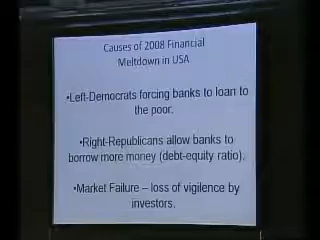 Causes of 2008 Financial
Meltdown in USA
•Left-Democrats forcing banks to loan to
the poor.
•Right-Republicans allow banks to
borrow more money (debt-equity ratio).
•Market Failure – loss of vigilence by
investors.